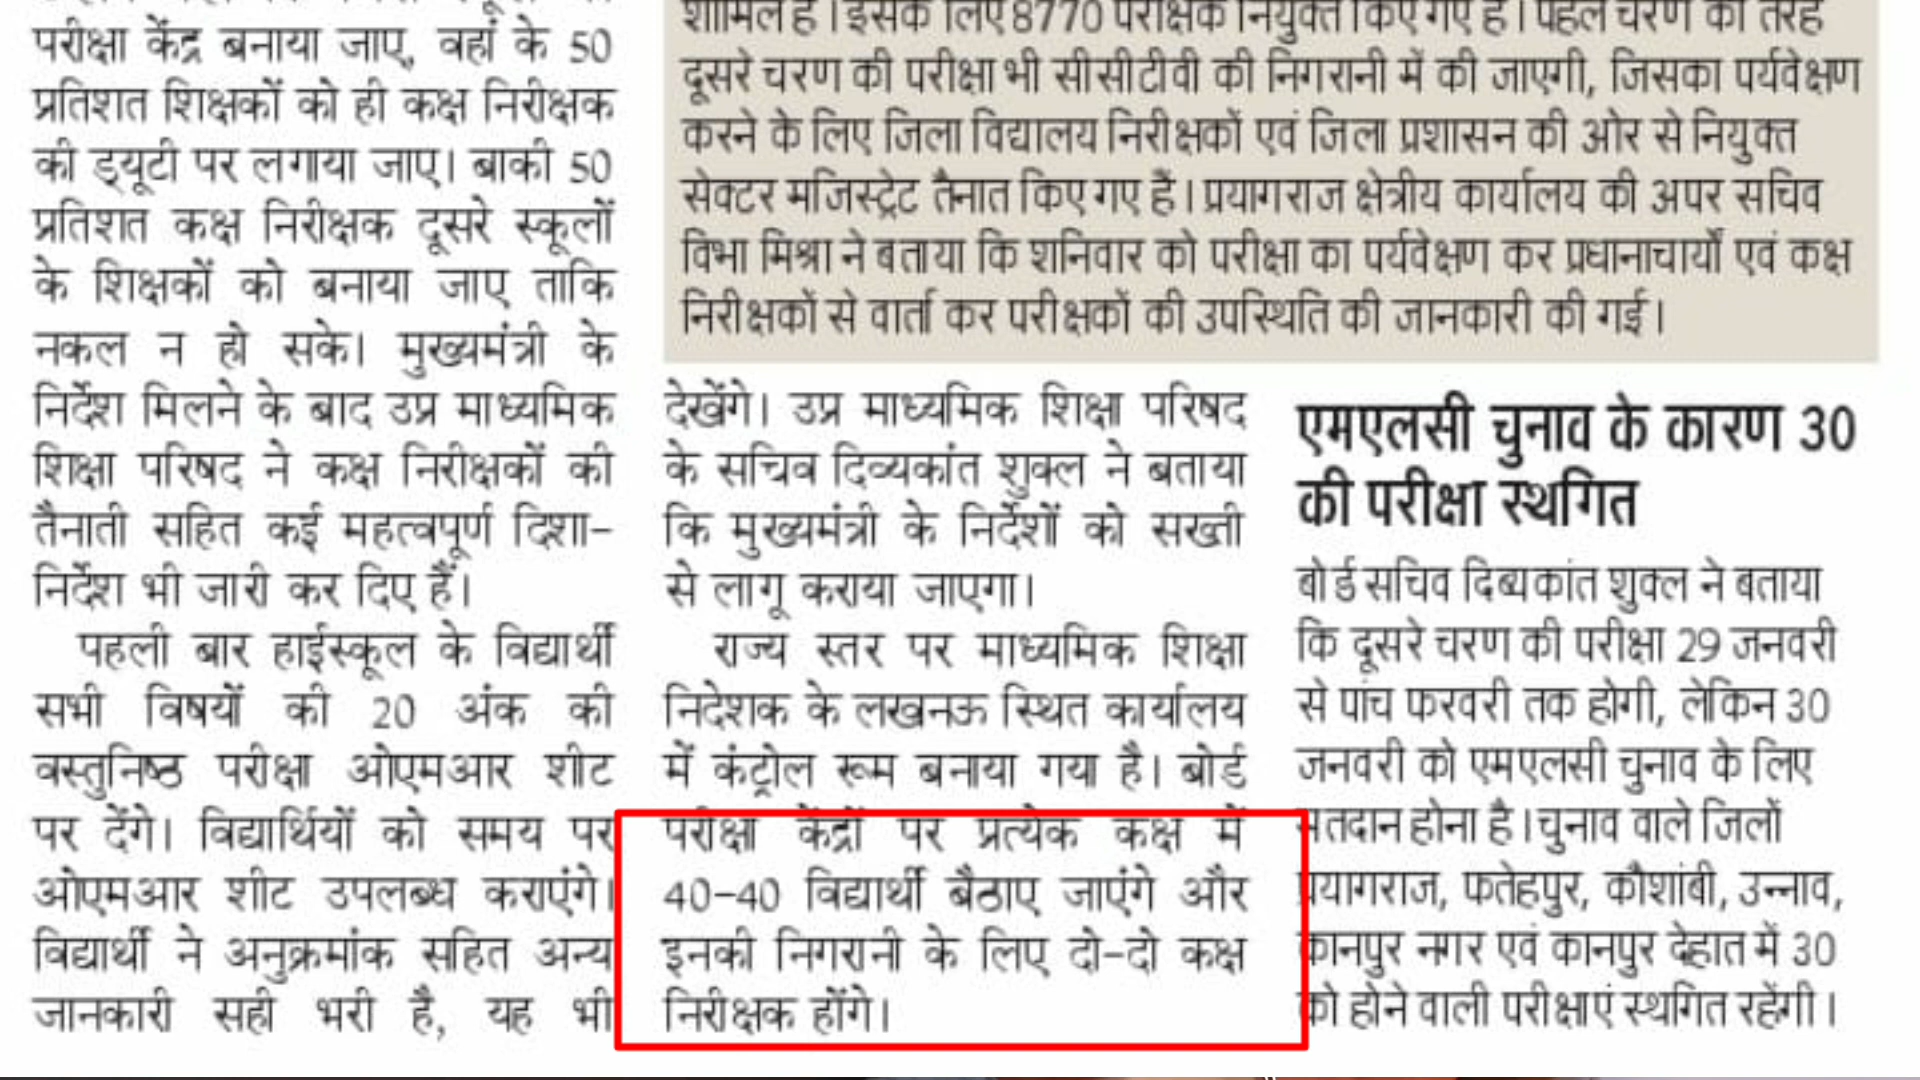 परीक्षा केंद्र बनाया जाए, वहां के 50
प्रतिशत शिक्षकों को ही कक्ष निरीक्षक
की ड्यूटी पर लगाया जाए। बाकी 50
प्रतिशत कक्ष निरीक्षक दूसरे स्कूलों
के शिक्षकों को बनाया जाए ताकि
नकल न हो सके। मुख्यमंत्री के
निर्देश मिलने के बाद उप्र माध्यमिक
शिक्षा परिषद ने कक्ष निरीक्षकों की
तैनाती सहित कई महत्वपूर्ण दिशा-
निर्देश भी जारी कर दिए हैं।
पहली बार हाईस्कूल के विद्यार्थी
सभी विषयों की 20 अंक की
वस्तुनिष्ठ परीक्षा ओएमआर शीट
पर देंगे। विद्यार्थियों को समय पर
ओएमआर शीट उपलब्ध कराएंगे।
विद्यार्थी ने अनुक्रमांक सहित अन्य
जानकारी सही भरी है, यह भी
शामिल हैं। इसके लिए 8770 परीक्षक नियुक्त किए गए हैं। पहले चरण की तरह
दूसरे चरण की परीक्षा भी सीसीटीवी की निगरानी में की जाएगी, जिसका पर्यवेक्षण
करने के लिए जिला विद्यालय निरीक्षकों एवं जिला प्रशासन की ओर से नियुक्त
सेक्टर मजिस्ट्रेट तैनात किए गए हैं। प्रयागराज क्षेत्रीय कार्यालय की अपर सचिव
विभा मिश्रा ने बताया कि शनिवार को परीक्षा का पर्यवेक्षण कर प्रधानाचार्यों एवं कक्ष
निरीक्षकों से वार्ता कर परीक्षकों की उपस्थिति की जानकारी की गई।
देखेंगे। उप्र माध्यमिक शिक्षा परिषद
के सचिव दिव्यकांत शुक्ल ने बताया
कि मुख्यमंत्री के निर्देशों को सख्ती
से लागू कराया जाएगा।
राज्य स्तर पर माध्यमिक शिक्षा
निदेशक के लखनऊ स्थित कार्यालय
में कंट्रोल रूम बनाया गया है। बोर्ड
परीक्षा केंद्रों पर प्रत्येक कक्ष में
40-40 विद्यार्थी बैठाए जाएंगे और
इनकी निगरानी के लिए दो-दो कक्ष
निरीक्षक होंगे।
एमएलसी चुनाव के कारण 30
की परीक्षा स्थगित
बोर्ड सचिव दिब्यकांत शुक्ल ने बताया
कि दूसरे चरण की परीक्षा 29 जनवरी
से पांच फरवरी तक होगी, लेकिन 30
जनवरी को एमएलसी चुनाव के लिए
मतदान होना है। चुनाव वाले जिलों
प्रयागराज, फतेहपुर, कौशांबी, उन्नाव,
कानपुर नगर एवं कानपुर देहात में 30
को होने वाली परीक्षाएं स्थगित रहेंगी।